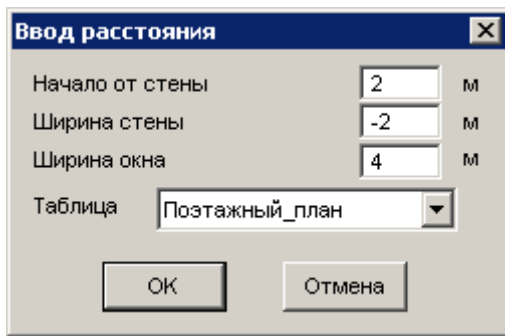 Ввод расстояния
Начало от стены 2 м
Ширина стены -2 м
Ширина окна 4 м
Таблица Поэтажный_план
OK Отмена